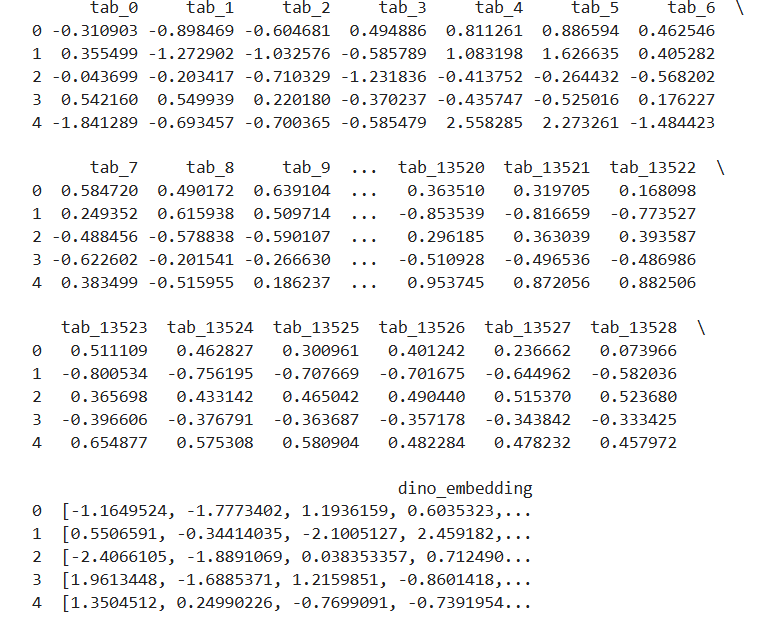 tab_0 tab_1 tab_2 tab_3 tab_4 tab_5 tab_6 \
0 -0.310903 -0.898469 -0.604681 0.494886 0.811261 0.886594 0.462546
1 0.355499 -1.272902 -1.032576 -0.585789 1.083198 1.626635 0.405282
2 -0.043699 -0.203417 -0.710329 -1.231836 -0.413752 -0.264432 -0.568202
3 0.542160 0.549939 0.220180 -0.370237 -0.435747 -0.525016 0.176227
4 -1.841289 -0.693457 -0.700365 -0.585479 2.558285 2.273261 -1.484423
tab_7 tab_8 tab_9 ... tab_13520 tab_13521 tab_13522 \
0 0.584720 0.490172 0.639104 ... 0.363510 0.319705 0.168098
1 0.249352 0.615938 0.509714 ... -0.853539 -0.816659 -0.773527
2 -0.488456 -0.578838 -0.590107 ... 0.296185 0.363039 0.393587
3 -0.622602 -0.201541 -0.266630 ... -0.510928 -0.496536 -0.486986
4 0.383499 -0.515955 0.186237 ... 0.953745 0.872056 0.882506
tab_13523 tab_13524 tab_13525 tab_13526 tab_13527 tab_13528 \
0 0.511109 0.462827 0.300961 0.401242 0.236662 0.073966
1 -0.800534 -0.756195 -0.707669 -0.701675 -0.644962 -0.582036
2 0.365698 0.433142 0.465042 0.490440 0.515370 0.523680
3 -0.396606 -0.376791 -0.363687 -0.357178 -0.343842 -0.333425
4 0.654877 0.575308 0.580904 0.482284 0.478232 0.457972
dino_embedding
0 [-1.1649524, -1.7773402, 1.1936159, 0.6035323,...
1 [0.5506591, -0.34414035, -2.1005127, 2.459182,...
2 [-2.4066105, -1.8891069, 0.038353357, 0.712490...
3 [1.9613448, -1.6885371, 1.2159851, -0.8601418,...
4 [1.3504512, 0.24990226, -0.7699091, -0.7391954...